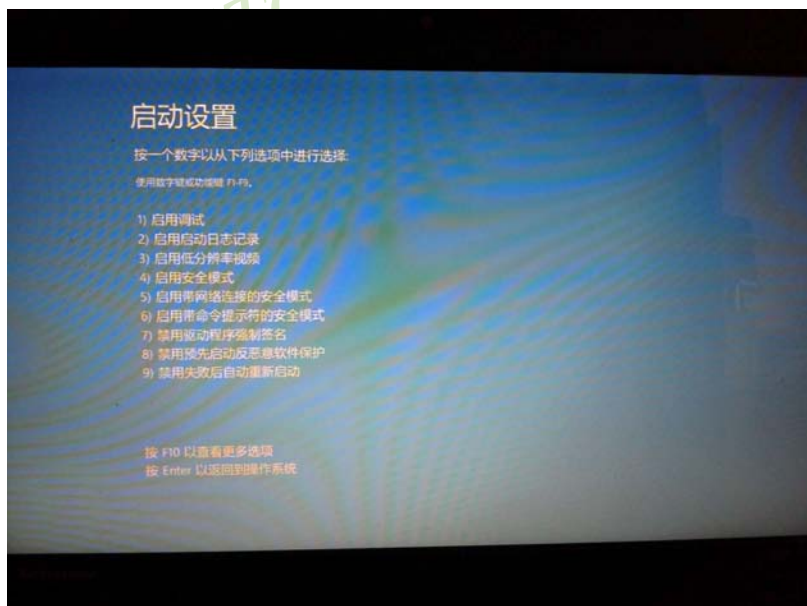 启动设置
按一个数字以从下列选项中进行选择:
使用数字键或功能键 F1-F9。
1) 启用调试
2) 启用启动日志记录
3) 启用低分辨率视频
4) 启用安全模式
5) 启用带网络连接的安全模式
6) 启用带命令提示符的安全模式
7) 禁用驱动程序强制签名
8) 禁用预先启动反恶意软件保护
9) 禁用失败后自动重新启动
按 F10 以查看更多选项
按 Enter 以返回到操作系统